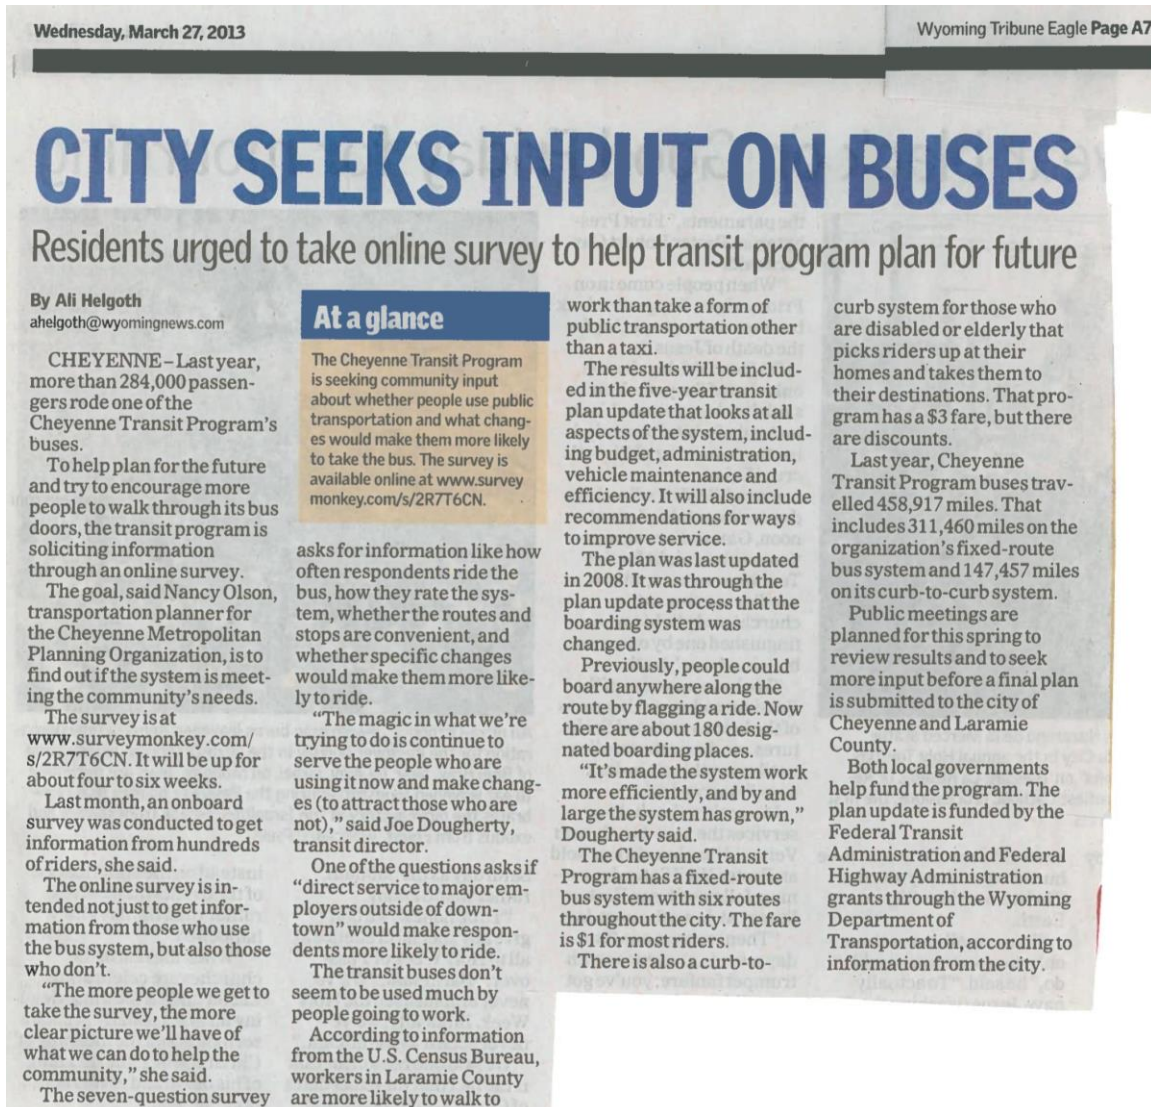 Wednesday, March 27, 2013
Wyoming Tribune Eagle Page A7
CITY SEEKS INPUT ON BUSES
Residents urged to take online survey to help transit program plan for future
By Ali Helgoth
ahelgoth@wyomingnews.com
CHEYENNE – Last year,
more than 284,000 passen-
gers rode one of the
Cheyenne Transit Program's
buses.
To help plan for the future
and try to encourage more
people to walk through its bus
doors, the transit program is
soliciting information
through an online survey.
The goal, said Nancy Olson,
transportation planner for
the Cheyenne Metropolitan
Planning Organization, is to
find out if the system is meet-
ing the community's needs.
The survey is at
www.surveymonkey.com/
s/2R7T6CN. It will be up for
about four to six weeks.
Last month, an onboard
survey was conducted to get
information from hundreds
of riders, she said.
The online survey is in-
tended not just to get infor-
mation from those who use
the bus system, but also those
who don't.
"The more people we get to
take the survey, the more
clear picture we'll have of
what we can do to help the
community," she said.
The seven-question survey
At a glance
The Cheyenne Transit Program
is seeking community input
about whether people use public
transportation and what chang-
es would make them more likely
to take the bus. The survey is
available online at www.survey
monkey.com/s/2R7T6CN.
asks for information like how
often respondents ride the
bus, how they rate the sys-
tem, whether the routes and
stops are convenient, and
whether specific changes
would make them more like-
ly to ride.
"The magic in what we're
trying to do is continue to
serve the people who are
using it now and make chang-
es (to attract those who are
not)," said Joe Dougherty,
transit director.
One of the questions asks if
"direct service to major em-
ployers outside of down-
town" would make respon-
dents more likely to ride.
The transit buses don't
seem to be used much by
people going to work.
According to information
from the U.S. Census Bureau,
workers in Laramie County
are more likely to walk to
work than take a form of
public transportation other
than a taxi.
The results will be includ-
ed in the five-year transit
plan update that looks at all
aspects of the system, includ-
ing budget, administration,
vehicle maintenance and
efficiency. It will also include
recommendations for ways
to improve service.
The plan was last updated
in 2008. It was through the
plan update process that the
boarding system was
changed.
Previously, people could
board anywhere along the
route by flagging a ride. Now
there are about 180 desig-
nated boarding places.
"It's made the system work
more efficiently, and by and
large the system has grown,"
Dougherty said.
The Cheyenne Transit
Program has a fixed-route
bus system with six routes
throughout the city. The fare
is $1 for most riders.
There is also a curb-to-
curb system for those who
are disabled or elderly that
picks riders up at their
homes and takes them to
their destinations. That pro-
gram has a $3 fare, but there
are discounts.
Last year, Cheyenne
Transit Program buses trav-
elled 458,917 miles. That
includes 311,460 miles on the
organization's fixed-route
bus system and 147,457 miles
on its curb-to-curb system.
Public meetings are
planned for this spring to
review results and to seek
more input before a final plan
is submitted to the city of
Cheyenne and Laramie
County.
Both local governments
help fund the program. The
plan update is funded by the
Federal Transit
Administration and Federal
Highway Administration
grants through the Wyoming
Department of
Transportation, according to
information from the city.